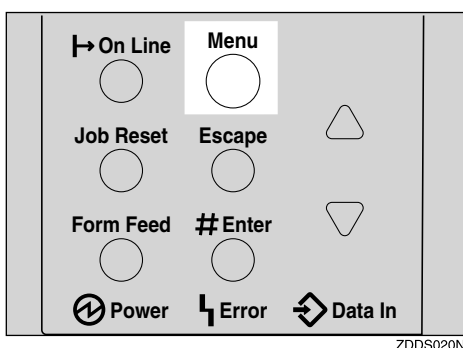 On Line Menu
Job Reset Escape
Form Feed # Enter
Power Error Data In
ZDDS020N